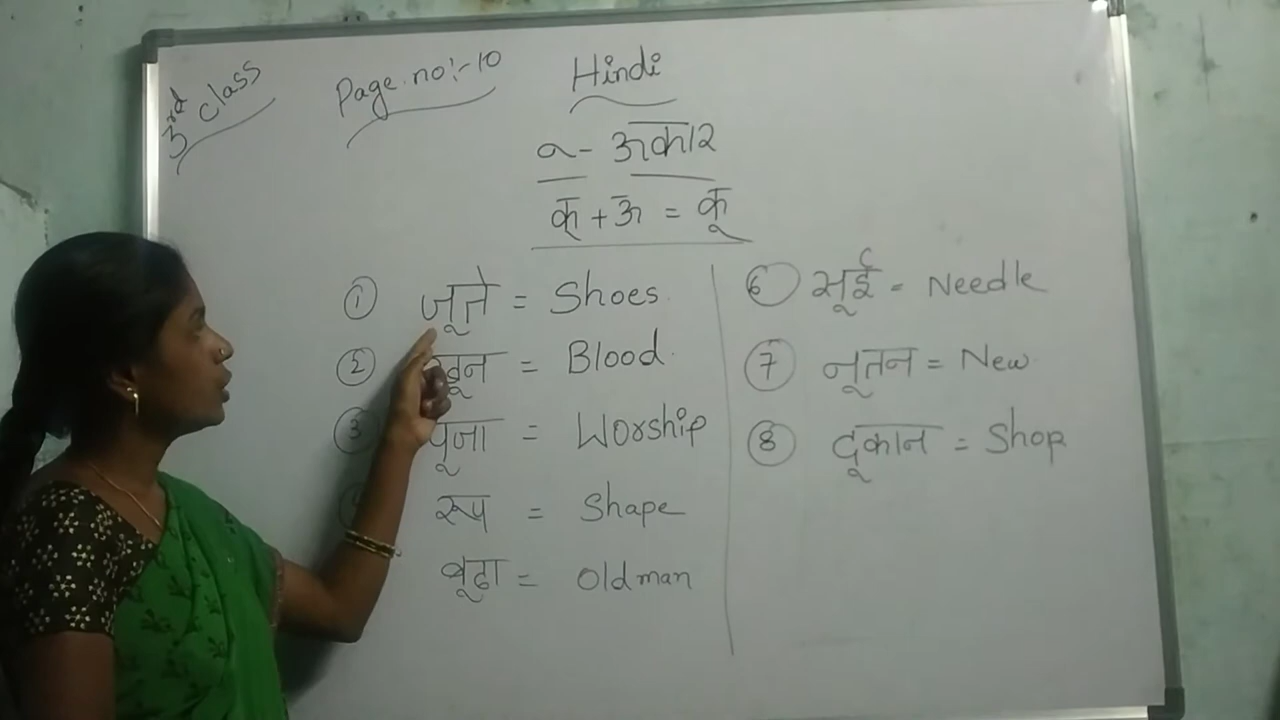 3rd class
Page no:-10
Hindi
ू - ऊकार
क् + ऊ = कू
① जूते = Shoes
② खून = Blood
③ पूजा = Worship
रूप = Shape
बूढा = Old man
⑥ सूई = Needle
⑦ नूतन = New
⑧ दूकान = Shop